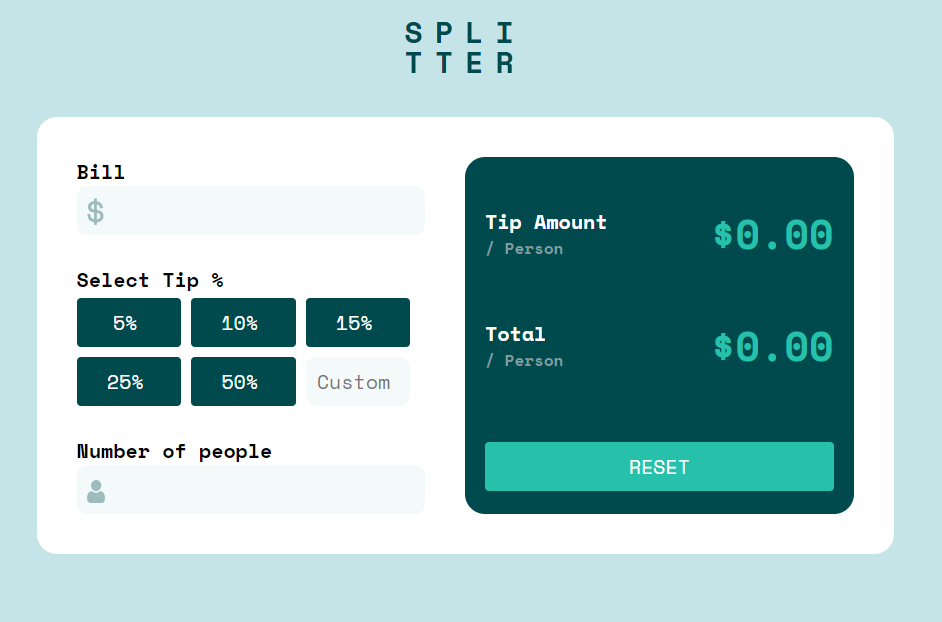 SPLI
TTER
Bill
$
Select Tip %
5% 10% 15%
25% 50% Custom
Number of people
Tip Amount
/ Person
$0.00
Total
/ Person
$0.00
RESET